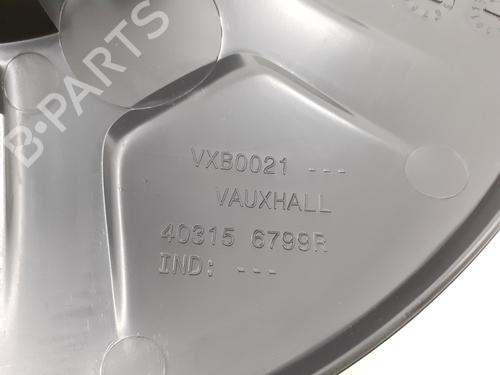 B-PARTS
VXB0021 ---
VAUXHALL
40315 6799R
IND: ---